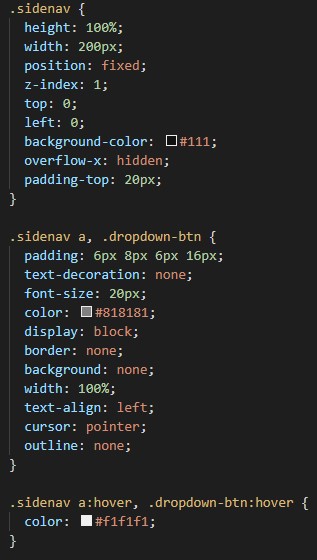 .sidenav {
  height: 100%;
  width: 200px;
  position: fixed;
  z-index: 1;
  top: 0;
  left: 0;
  background-color: #111;
  overflow-x: hidden;
  padding-top: 20px;
}

.sidenav a, .dropdown-btn {
  padding: 6px 8px 6px 16px;
  text-decoration: none;
  font-size: 20px;
  color: #818181;
  display: block;
  border: none;
  background: none;
  width: 100%;
  text-align: left;
  cursor: pointer;
  outline: none;
}

.sidenav a:hover, .dropdown-btn:hover {
  color: #f1f1f1;
}